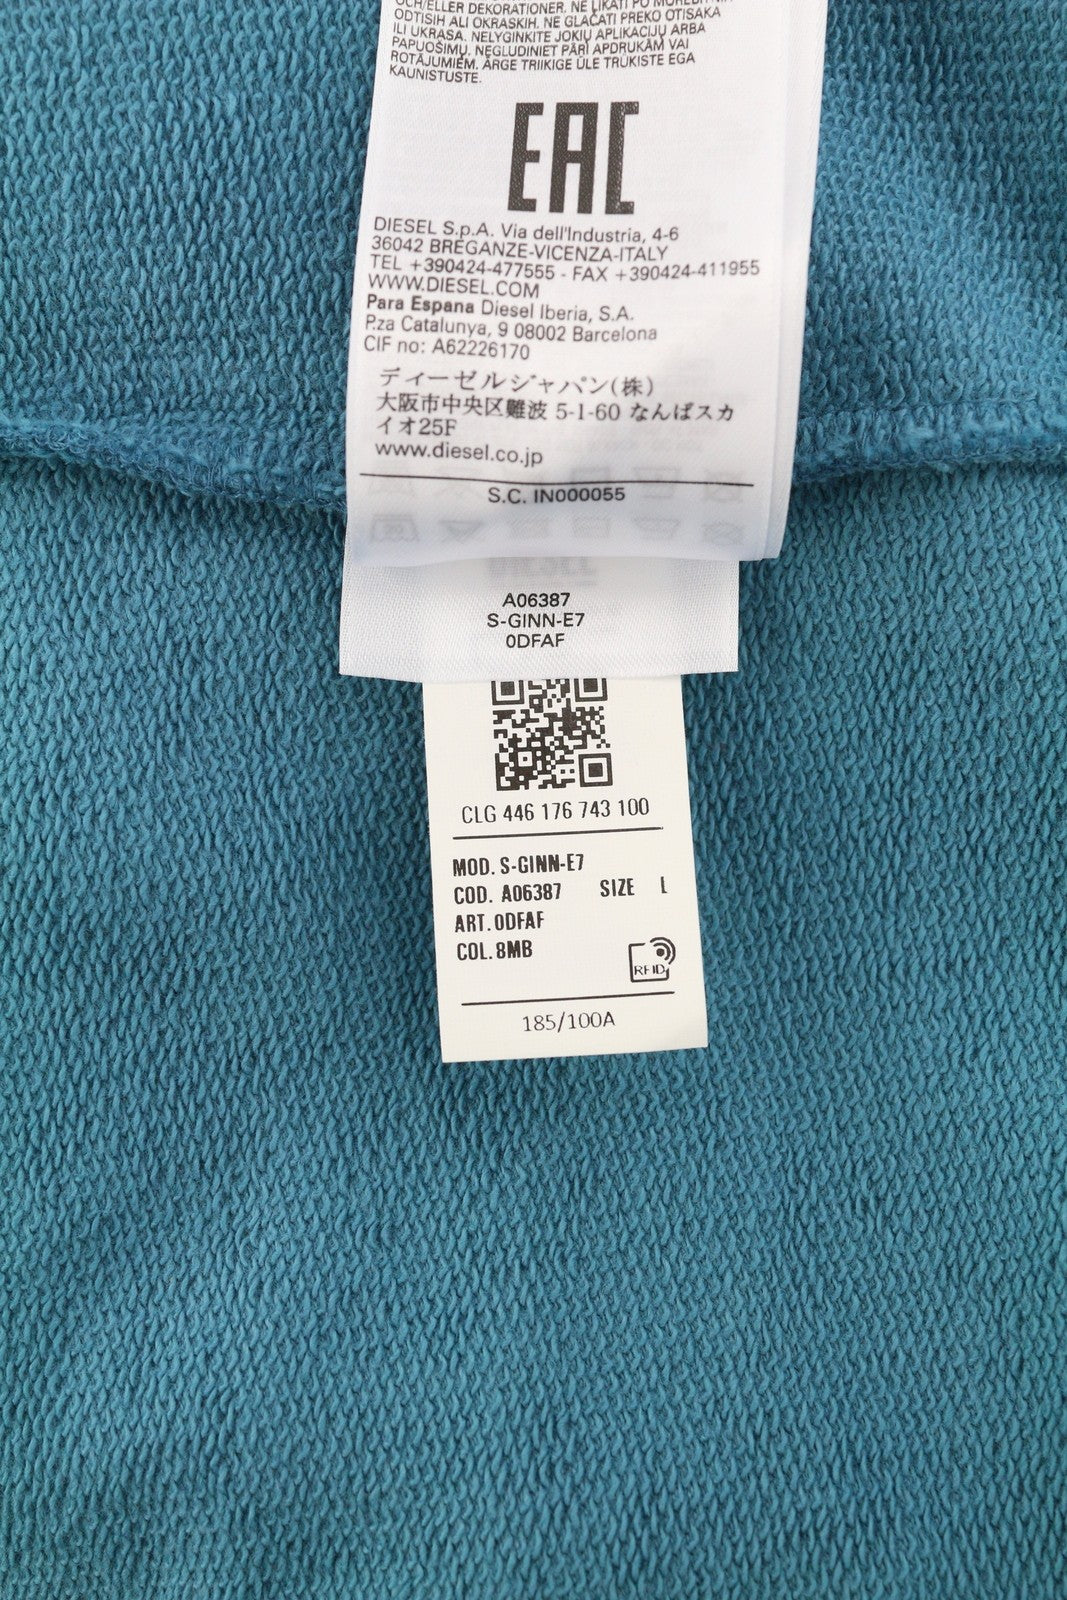 OCH/ELLER DEKORATIONER. NE LIKATI PO
ODTISIH ALI OKRASKIH. NE GLAČATI PREKO OTISAKA
ILI UKRASA. NELYGINKITE JOKIŲ APLIKACIJŲ ARBA
PAPUOŠIMŲ. NEGLUDINIET PĀRI APDRUKĀM VAI
ROTĀJUMIEM. ÄRGE TRIIKIGE ÜLE TRÜKISTE EGA
KAUNISTUSTE.
EAC
DIESEL S.p.A. Via dell'Industria, 4-6
36042 BREGANZE-VICENZA-ITALY
TEL +390424-477555 - FAX +390424-411955
WWW.DIESEL.COM
Para Espana Diesel Iberia, S.A.
P.za Catalunya, 9 08002 Barcelona
CIF no: A62226170
ディーゼルジャパン(株)
大阪市中央区難波 5-1-60 なんばスカ
イオ25F
www.diesel.co.jp
S.C. IN000055
A06387
S-GINN-E7
0DFAF
CLG 446 176 743 100
MOD. S-GINN-E7
COD. A06387 SIZE L
ART. 0DFAF
COL. 8MB
RFID
185/100A